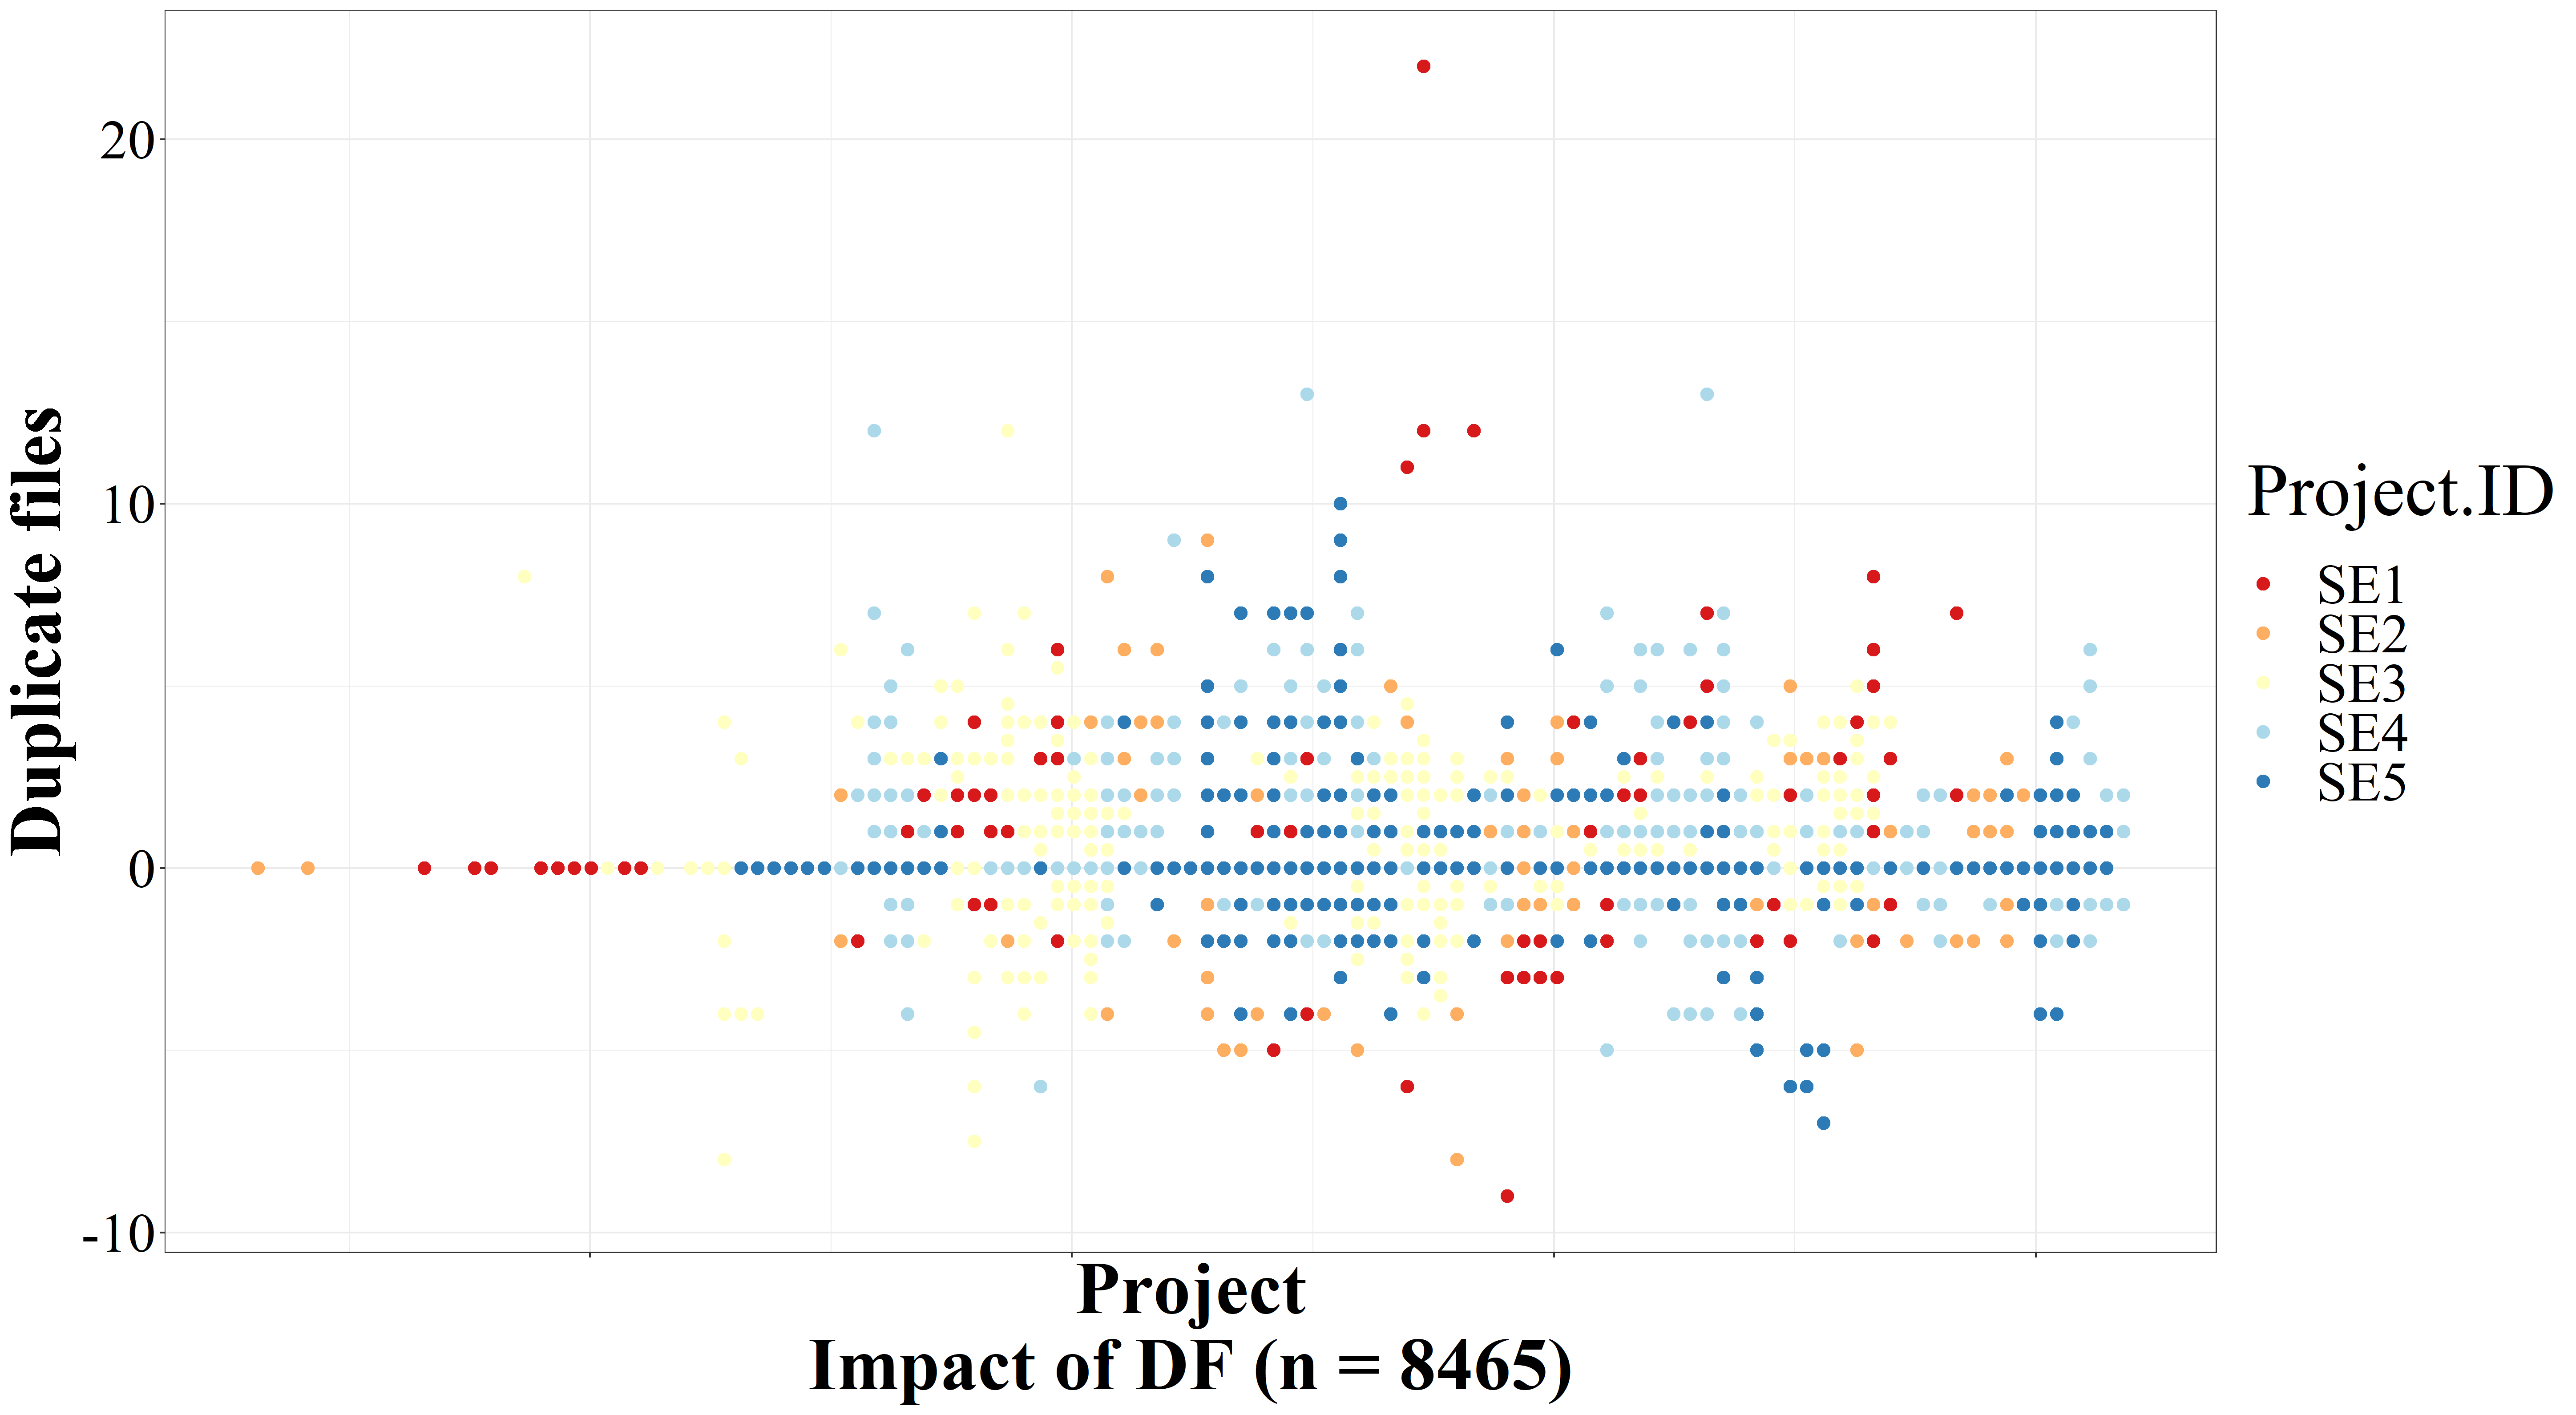 20
10
0
-10
Duplicate files
Project
Impact of DF (n = 8465)
Project.ID
SE1
SE2
SE3
SE4
SE5